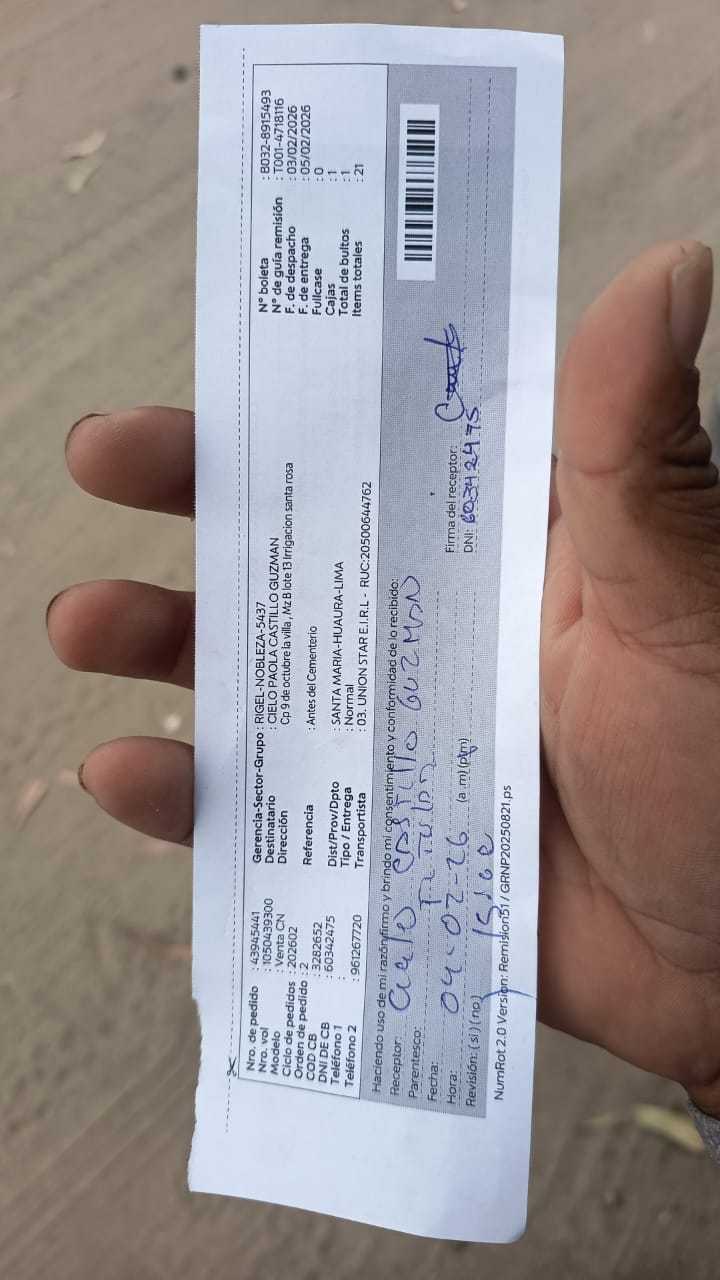 Nro. de pedido : 43945441
Nro. vol : 1050439300
Modelo : Venta CN
Ciclo de pedidos : 202602
Orden de pedido : 2
COD CB : 3282652
DNI DE CB : 60342475
Teléfono 1 :
Teléfono 2 : 961267720
Gerencia-Sector-Grupo : RIGEL-NOBLEZA-5437
Destinatario : CIELO PAOLA CASTILLO GUZMAN
Dirección : Cp 9 de octubre la villa , Mz B lote 13 Irrigacion santa rosa
Referencia : Antes del Cementerio
Dist/Prov/Dpto : SANTA MARIA-HUAURA-LIMA
Tipo / Entrega : Normal
Transportista : 03. UNION STAR E.I.R.L - RUC:20500644762
N° boleta : B032-8915493
N° de guía remisión : T001-4718116
F. de despacho : 03/02/2026
F. de entrega : 05/02/2026
Fullcase : 0
Cajas : 1
Total de bultos : 1
Items totales : 21
Haciendo uso de mi razón firmo y brindo mi consentimiento y conformidad de lo recibido:
Receptor: Cielo Castillo GUZMAN
Parentesco: Titular
Fecha: 04-02-26
Hora: (a .m) (p.m)
Revisión: ( si ) ( no )
Firma del receptor:
DNI: 60342475
NumRot 2.0 Version: Remision51 / GRNP20250821.ps